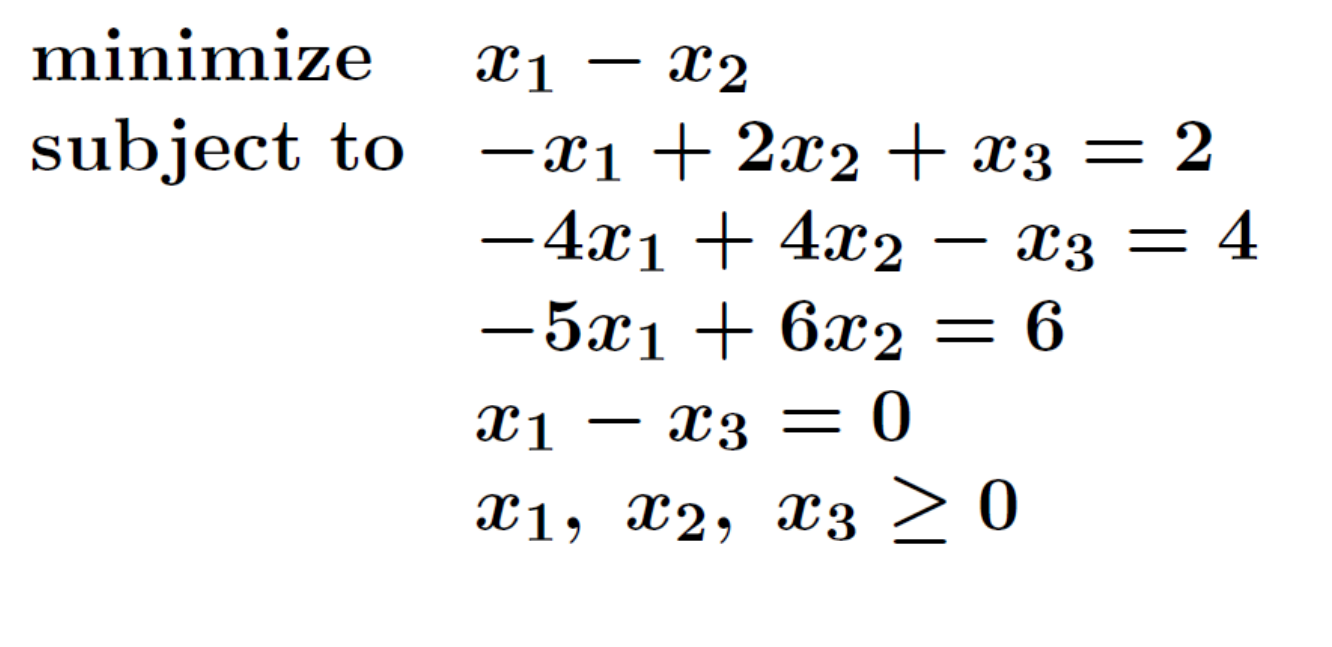 minimize x₁ − x₂
subject to −x₁ + 2x₂ + x₃ = 2
−4x₁ + 4x₂ − x₃ = 4
−5x₁ + 6x₂ = 6
x₁ − x₃ = 0
x₁, x₂, x₃ ≥ 0